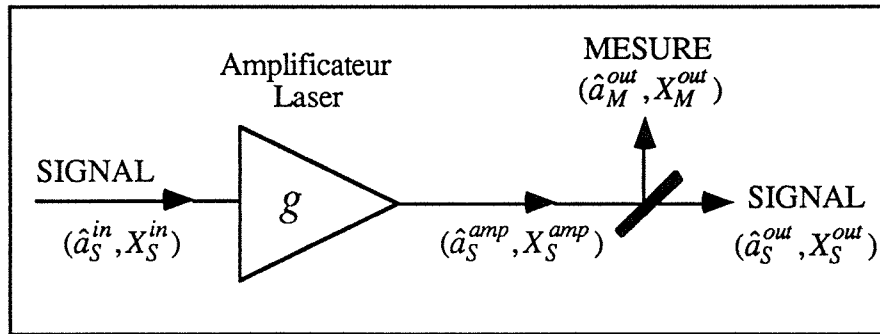 Amplificateur
Laser
MESURE
(â_M^out, X_M^out)
SIGNAL
g
SIGNAL
(â_S^in, X_S^in)
(â_S^amp, X_S^amp)
(â_S^out, X_S^out)